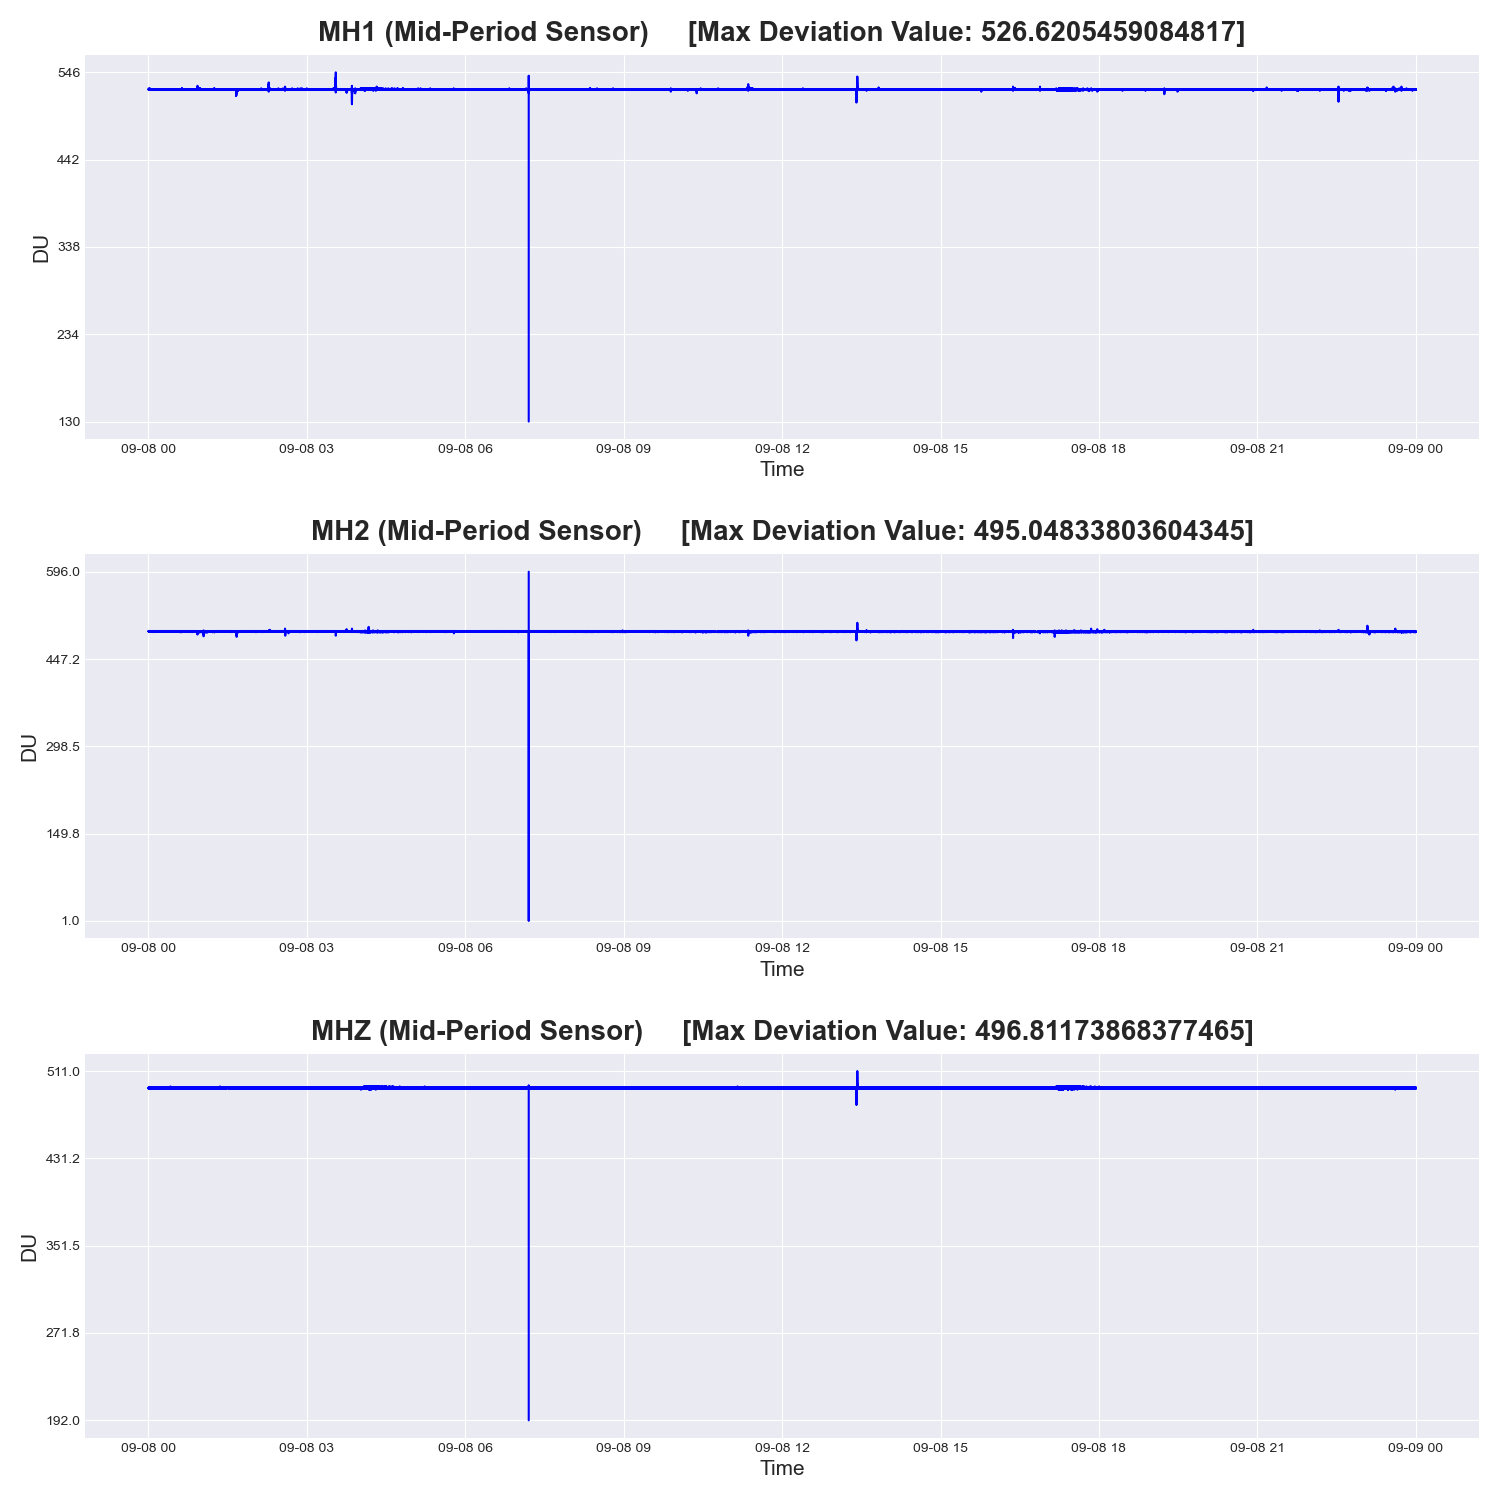 MH1 (Mid-Period Sensor) [Max Deviation Value: 526.6205459084817]
546
442
338
234
130
DU
09-08 00 09-08 03 09-08 06 09-08 09 09-08 12 09-08 15 09-08 18 09-08 21 09-09 00
Time
MH2 (Mid-Period Sensor) [Max Deviation Value: 495.04833803604345]
596.0
447.2
298.5
149.8
1.0
DU
09-08 00 09-08 03 09-08 06 09-08 09 09-08 12 09-08 15 09-08 18 09-08 21 09-09 00
Time
MHZ (Mid-Period Sensor) [Max Deviation Value: 496.81173868377465]
511.0
431.2
351.5
271.8
192.0
DU
09-08 00 09-08 03 09-08 06 09-08 09 09-08 12 09-08 15 09-08 18 09-08 21 09-09 00
Time